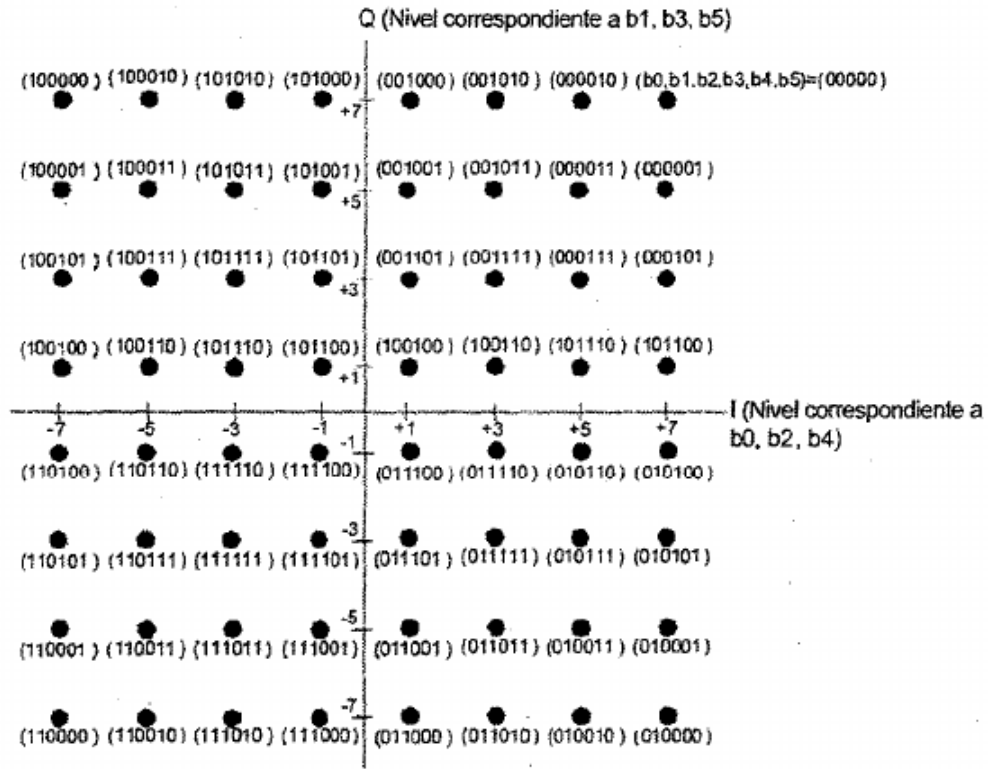 Q (Nivel correspondiente a b1, b3, b5)
(100000) (100010) (101010) (101000) (001000) (001010) (000010) (b0,b1.b2,b3,b4,b5)=(00000)
+7
(100001) (100011) (101011) (101001) (001001) (001011) (000011) (000001)
+5
(100101) (100111) (101111) (101101) (001101) (001111) (000111) (000101)
+3
(100100) (100110) (101110) (101100) (100100) (100110) (101110) (101100)
+1
-7 -5 -3 -1 +1 +3 +5 +7
I (Nivel correspondiente a
b0, b2, b4)
-1
(110100) (110110) (111110) (111100) (011100) (011110) (010110) (010100)
-3
(110101) (110111) (111111) (111101) (011101) (011111) (010111) (010101)
-5
(110001) (110011) (111011) (111001) (011001) (011011) (010011) (010001)
-7
(110000) (110010) (111010) (111000) (011000) (011010) (010010) (010000)